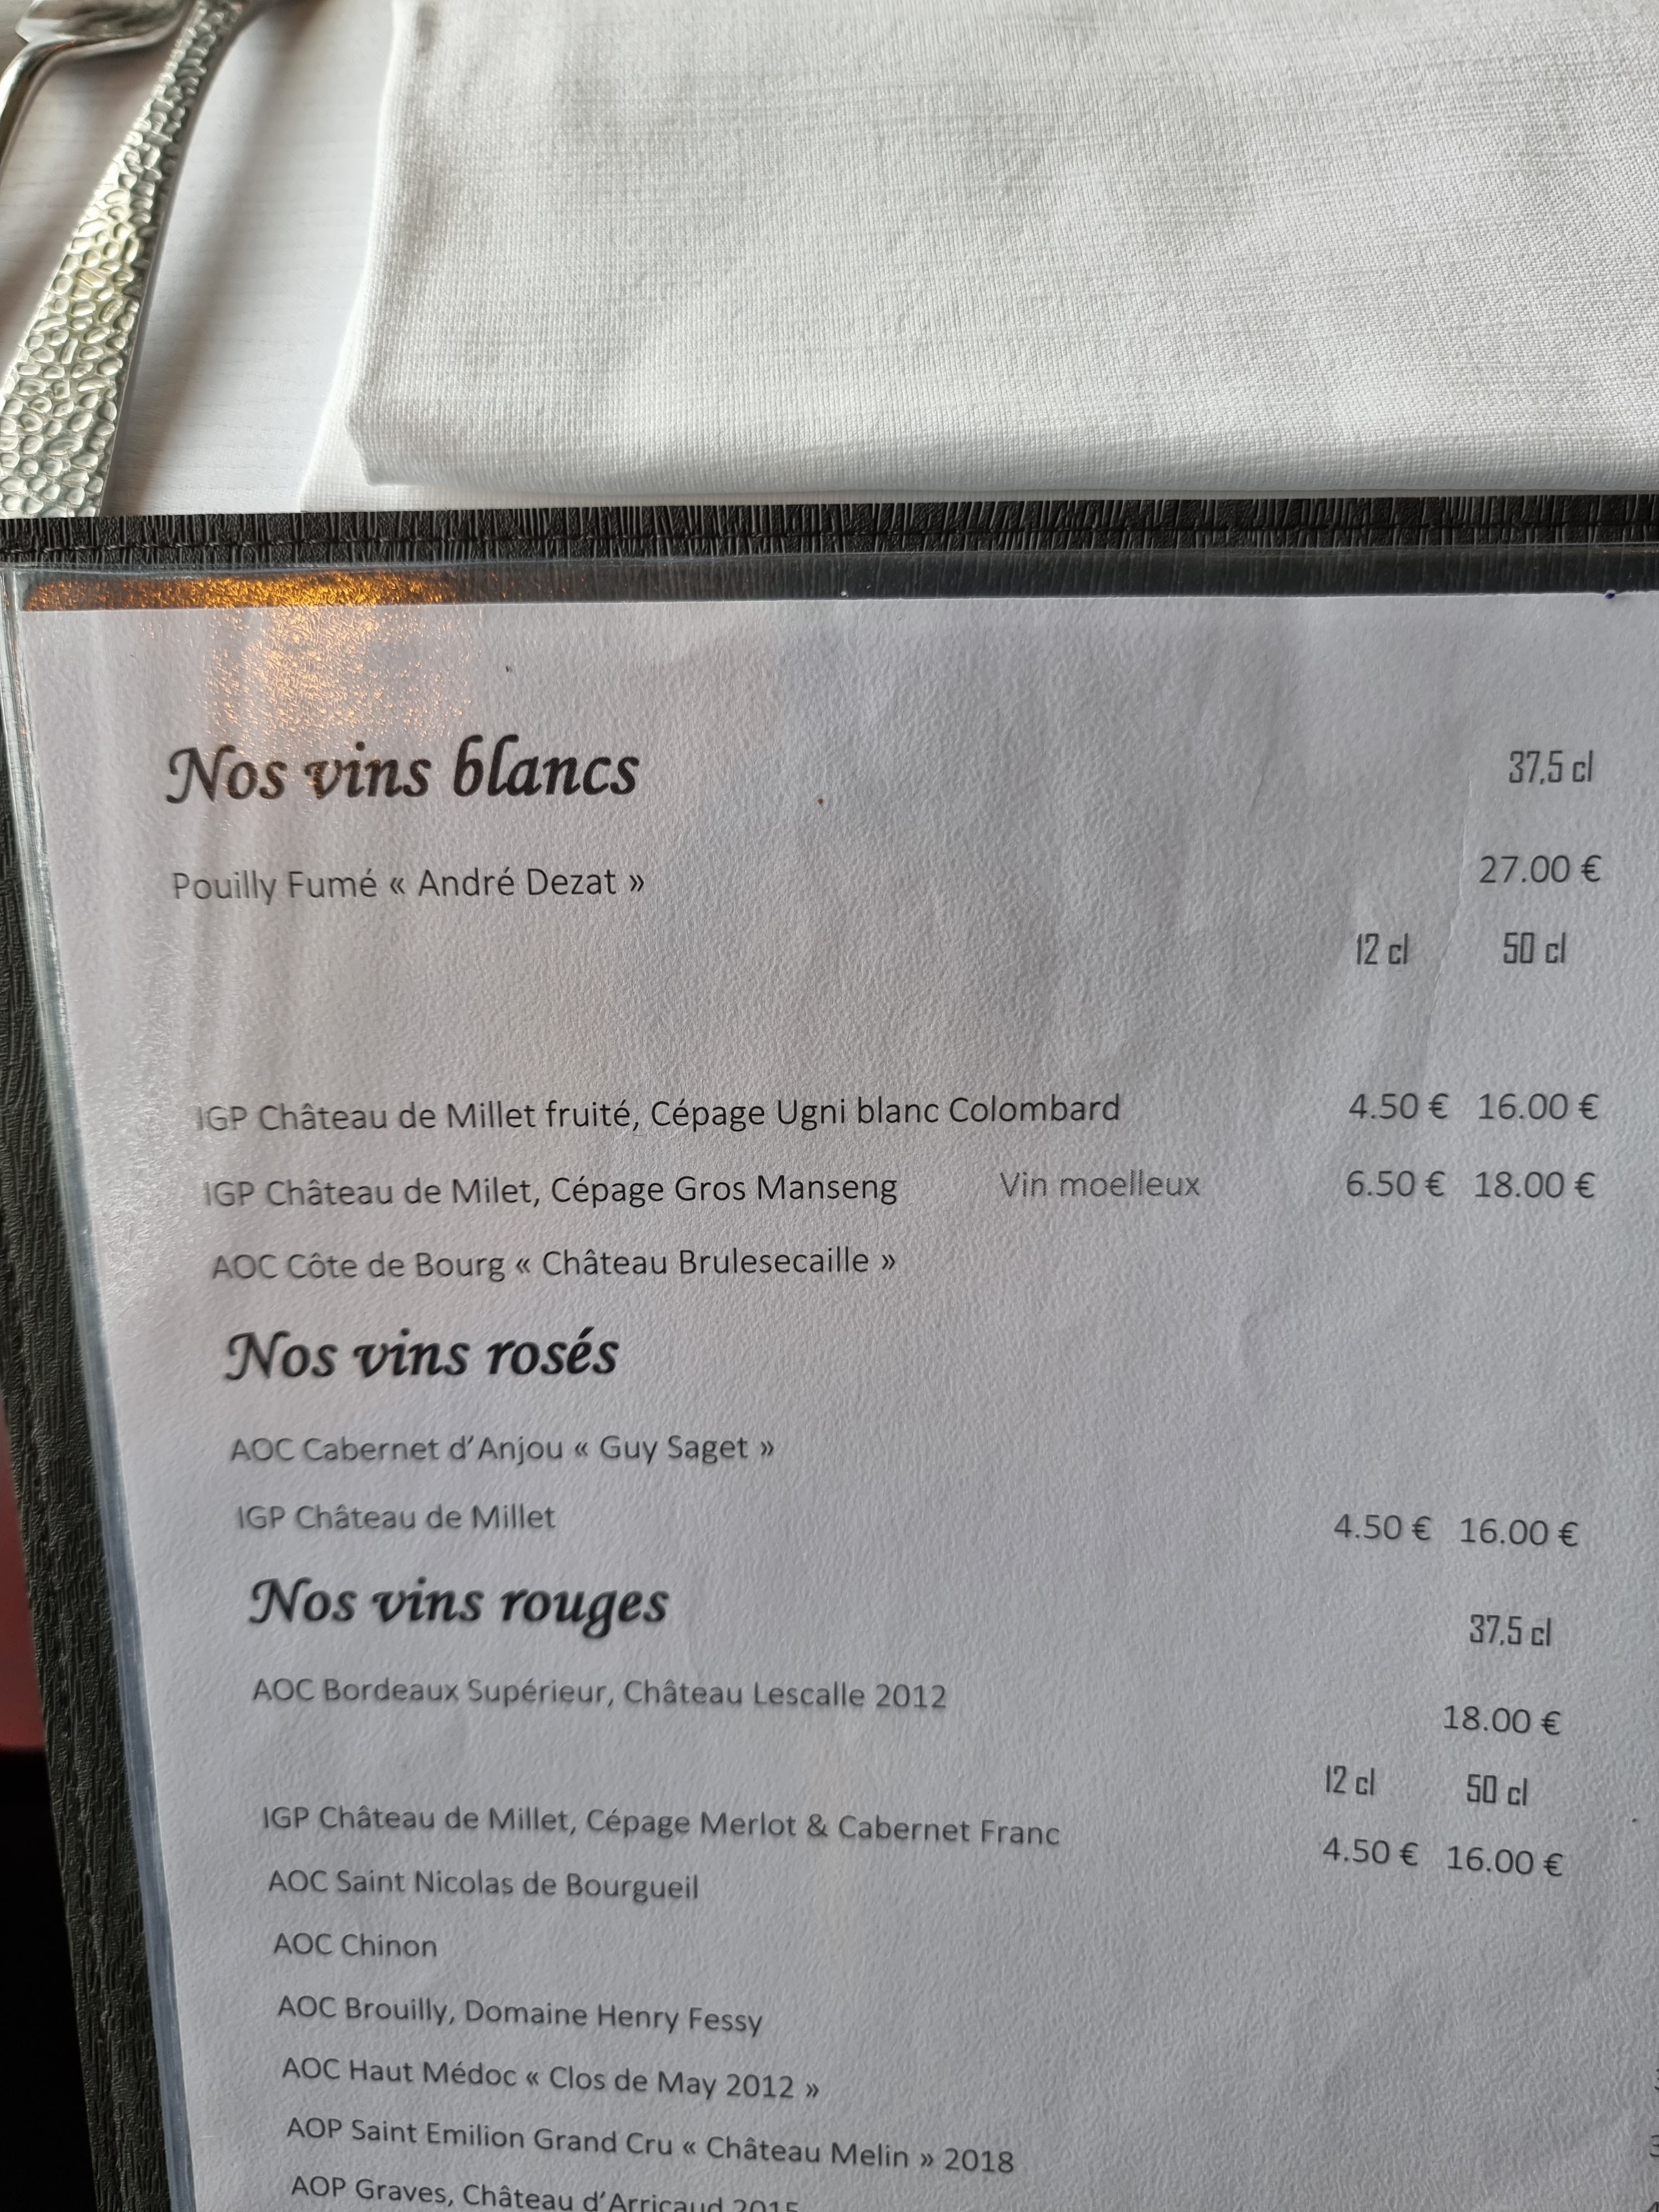 Nos vins blancs 37,5 cl
Pouilly Fumé « André Dezat » 27.00 €
12 cl 50 cl
IGP Château de Millet fruité, Cépage Ugni blanc Colombard 4.50 € 16.00 €
IGP Château de Milet, Cépage Gros Manseng Vin moelleux 6.50 € 18.00 €
AOC Côte de Bourg « Château Brulesecaille »
Nos vins rosés
AOC Cabernet d'Anjou « Guy Saget »
IGP Château de Millet 4.50 € 16.00 €
Nos vins rouges 37,5 cl
AOC Bordeaux Supérieur, Château Lescalle 2012 18.00 €
12 cl 50 cl
IGP Château de Millet, Cépage Merlot & Cabernet Franc 4.50 € 16.00 €
AOC Saint Nicolas de Bourgueil
AOC Chinon
AOC Brouilly, Domaine Henry Fessy
AOC Haut Médoc « Clos de May 2012 »
AOP Saint Emilion Grand Cru « Château Melin » 2018
AOP Graves, Château d'Arricaud 2015